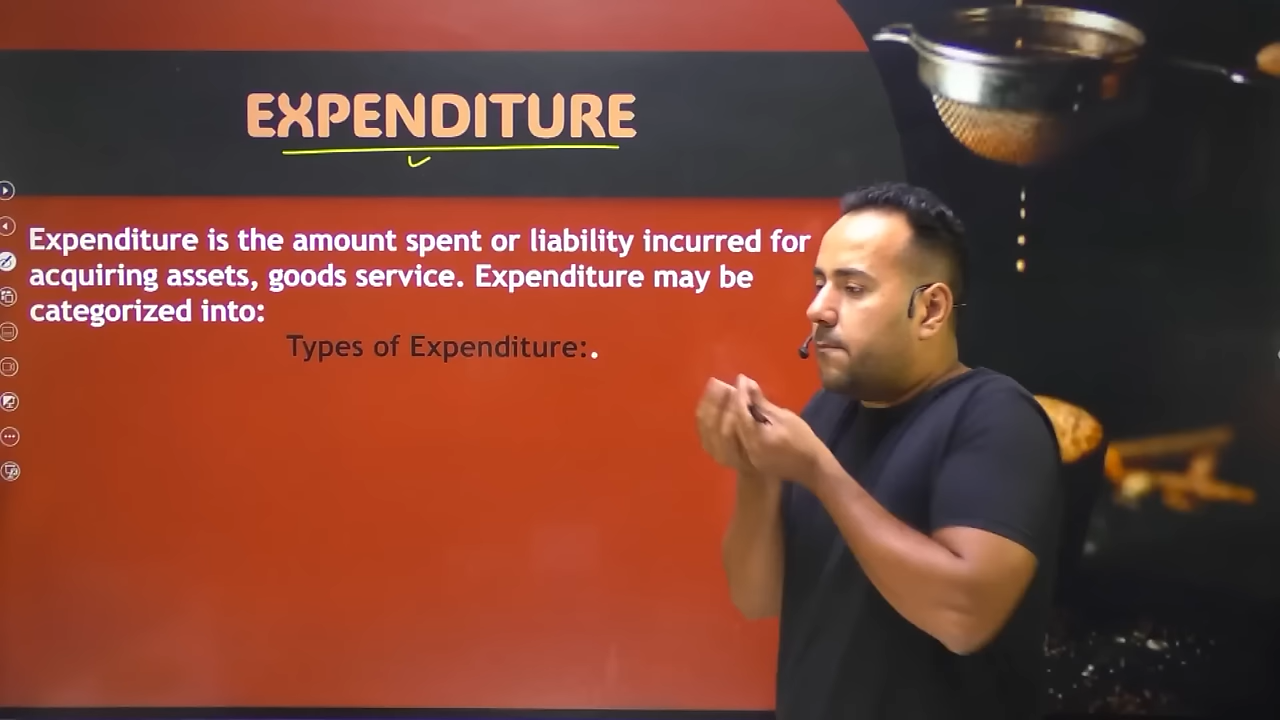 EXPENDITURE
Expenditure is the amount spent or liability incurred for
acquiring assets, goods service. Expenditure may be
categorized into:
Types of Expenditure:.